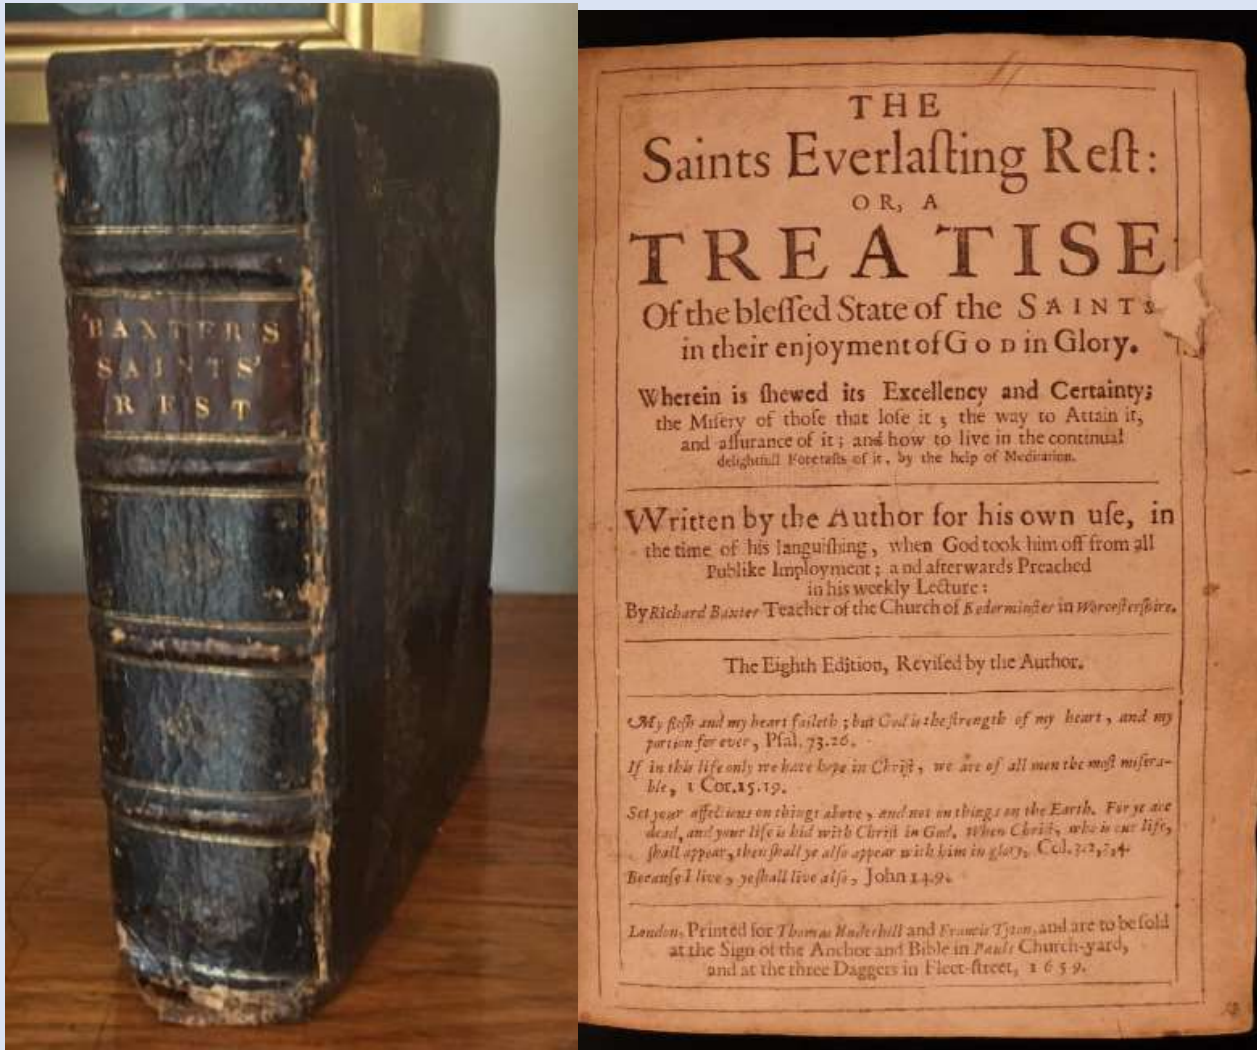 BAXTER'S
SAINTS'
REST
THE
Saints Everlaſting Reſt:
OR, A
TREATISE
Of the bleſſed State of the SAINTS
in their enjoyment of GOD in Glory.
Wherein is ſhewed its Excellency and Certainty;
the Miſery of thoſe that loſe it; the way to Attain it,
and aſſurance of it; and how to live in the continual
delightfull Foretaſts of it, by the help of Meditation.
Written by the Author for his own uſe, in
the time of his languiſhing, when God took him off from all
Publike Imployment; and afterwards Preached
in his weekly Lecture:
By Richard Baxter Teacher of the Church of Kederminſter in Worceſterſhire.
The Eighth Edition, Reviſed by the Author.
My fleſh and my heart faileth; but God is the ſtrength of my heart, and my
portion for ever, Pſal. 73.26.
If in this life only we have hope in Chriſt, we are of all men the moſt miſera-
ble, 1 Cor.15.19.
Set your affections on things above, and not on things on the Earth. For ye are
dead, and your life is hid with Chriſt in God. When Chriſt, who is our life,
ſhall appear, then ſhall ye alſo appear with him in glory, Col.3.2,3,4.
Becauſe I live, ye ſhall live alſo, John 14.9.
London, Printed for Thomas Underhill and Francis Tyton, and are to be ſold
at the Sign of the Anchor and Bible in Pauls Church-yard,
and at the three Daggers in Fleet-ſtreet, 1659.